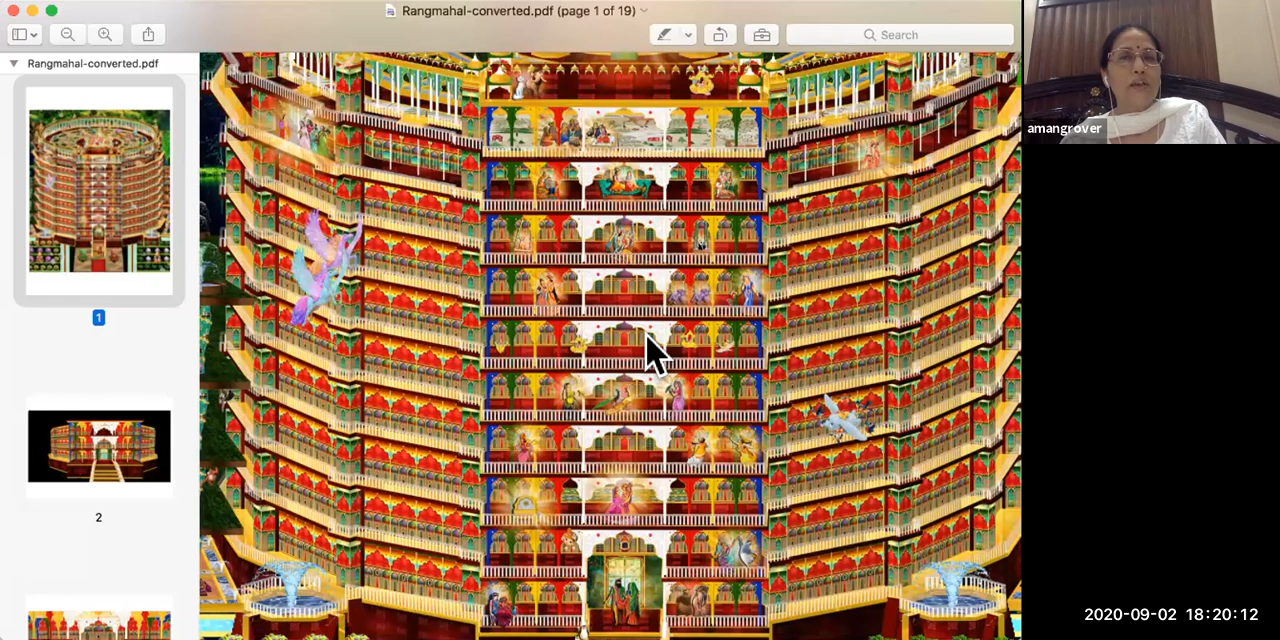 Rangmahal-converted.pdf (page 1 of 19)
Search
Rangmahal-converted.pdf
1
2
amangrover
2020-09-02 18:20:12